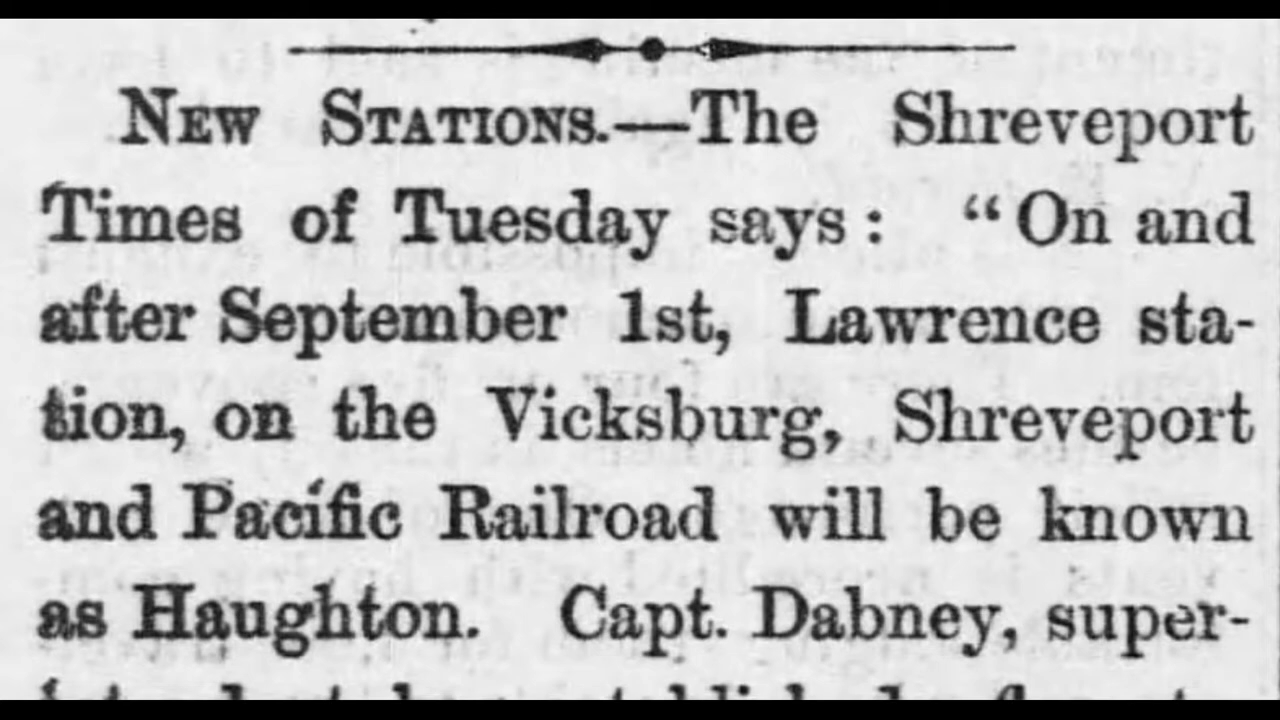 NEW STATIONS.—The Shreveport
Times of Tuesday says: "On and
after September 1st, Lawrence sta-
tion, on the Vicksburg, Shreveport
and Pacific Railroad will be known
as Haughton. Capt. Dabney, super-